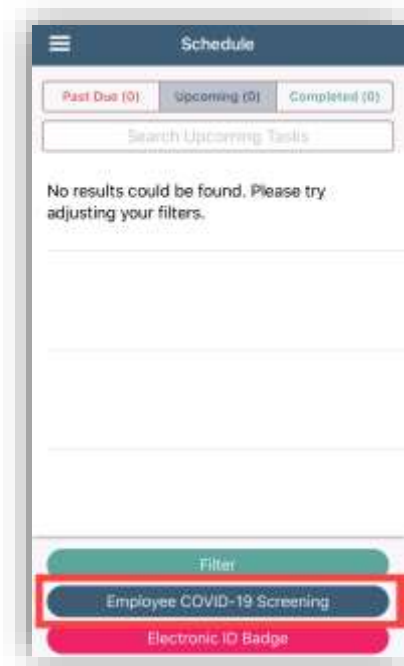 Schedule
Past Due (0) Upcoming (0) Completed (0)
Search Upcoming Tasks
No results could be found. Please try
adjusting your filters.
Filter
Employee COVID-19 Screening
Electronic ID Badge